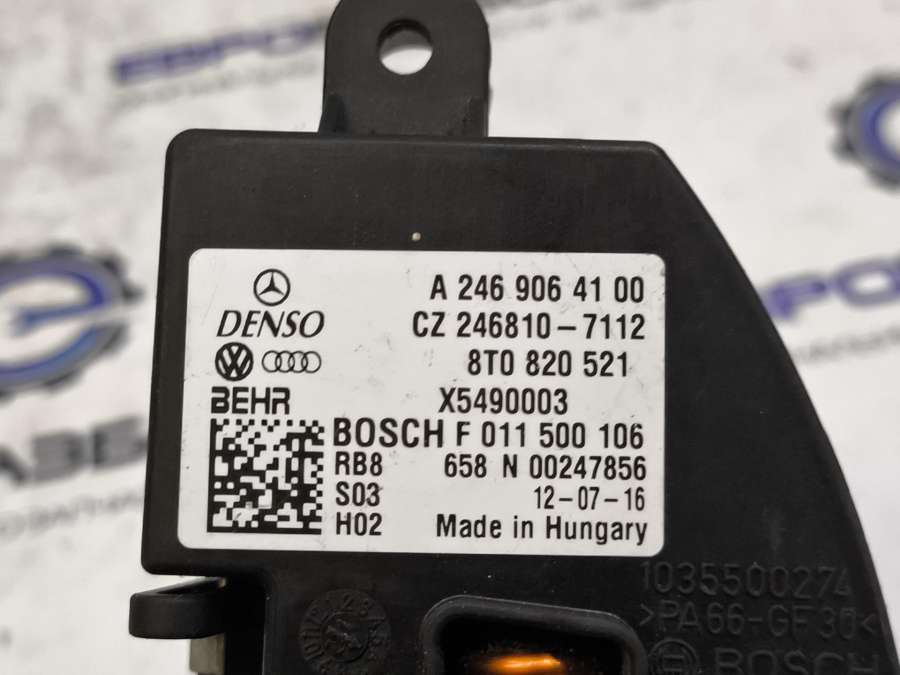 A 246 906 41 00
DENSO CZ 246810-7112
8T0 820 521
BEHR X5490003
BOSCH F 011 500 106
RB8 658 N 00247856
S03 12-07-16
H02 Made in Hungary
1035500274
>PA66-GF30<
BOSCH